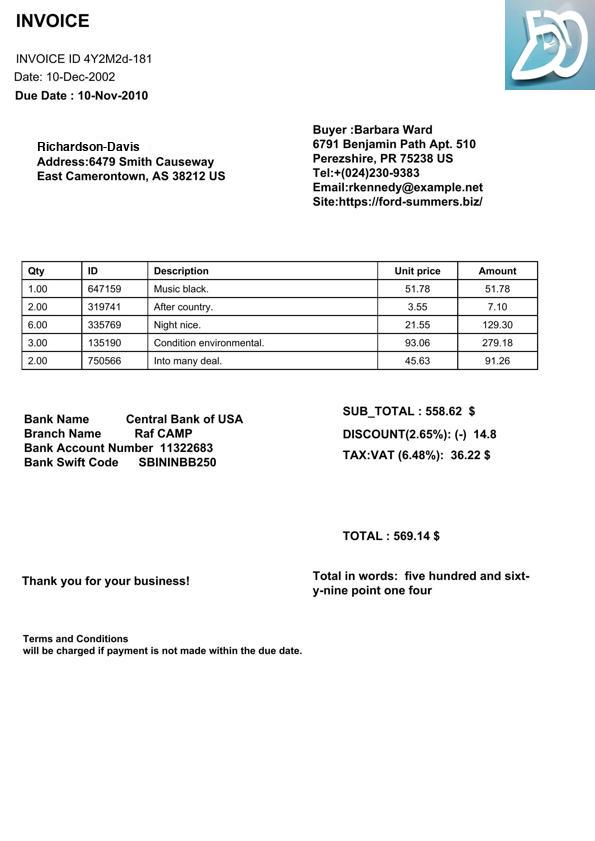 INVOICE
INVOICE ID 4Y2M2d-181
Date: 10-Dec-2002
Due Date : 10-Nov-2010
Richardson-Davis
Address:6479 Smith Causeway
East Camerontown, AS 38212 US
Buyer :Barbara Ward
6791 Benjamin Path Apt. 510
Perezshire, PR 75238 US
Tel:+(024)230-9383
Email:rkennedy@example.net
Site:https://ford-summers.biz/
Qty ID Description Unit price Amount
1.00 647159 Music black. 51.78 51.78
2.00 319741 After country. 3.55 7.10
6.00 335769 Night nice. 21.55 129.30
3.00 135190 Condition environmental. 93.06 279.18
2.00 750566 Into many deal. 45.63 91.26
Bank Name Central Bank of USA
Branch Name Raf CAMP
Bank Account Number 11322683
Bank Swift Code SBININBB250
SUB_TOTAL : 558.62 $
DISCOUNT(2.65%): (-) 14.8
TAX:VAT (6.48%): 36.22 $
TOTAL : 569.14 $
Thank you for your business!
Total in words: five hundred and sixt-
y-nine point one four
Terms and Conditions
will be charged if payment is not made within the due date.